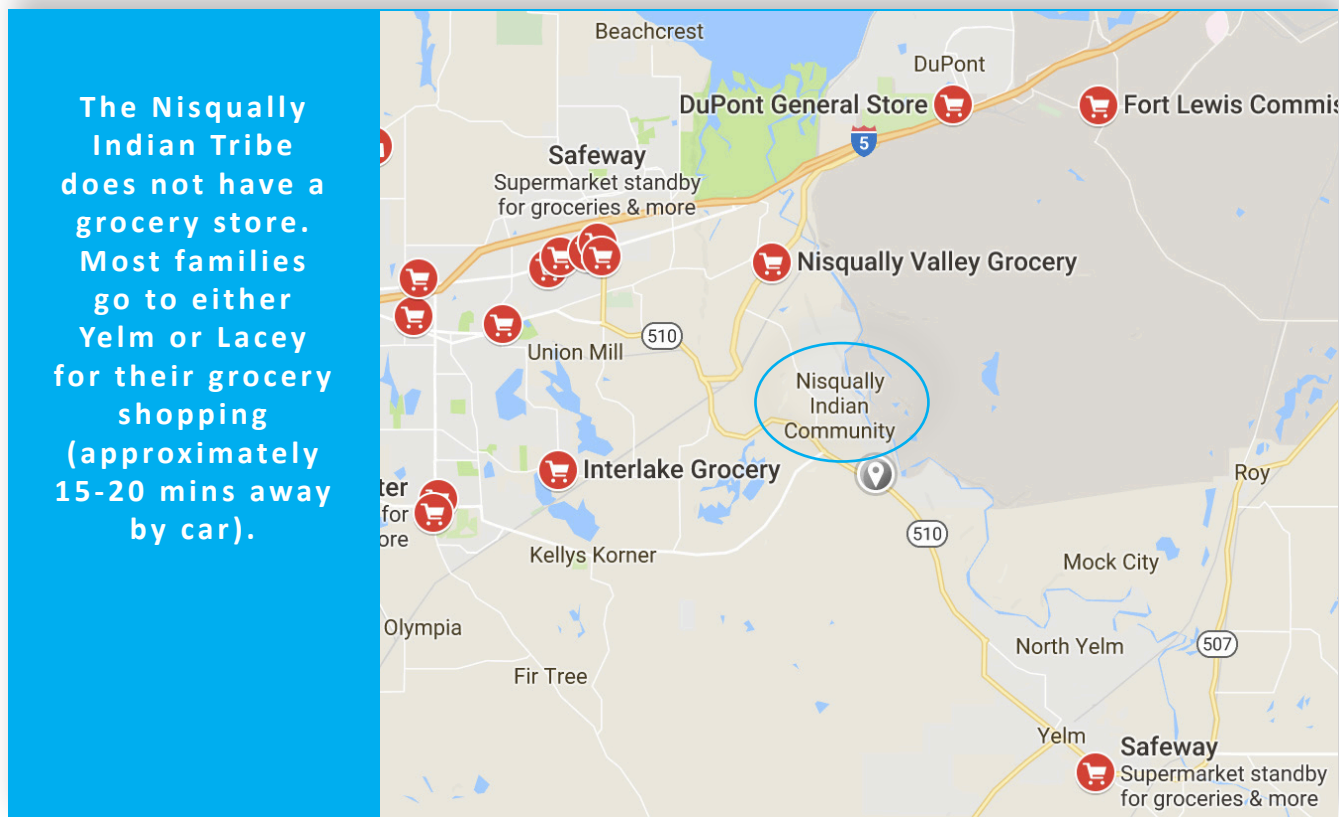 The Nisqually
Indian Tribe
does not have a
grocery store.
Most families
go to either
Yelm or Lacey
for their grocery
shopping
(approximately
15-20 mins away
by car).
Beachcrest
DuPont
DuPont General Store
Fort Lewis Commis
5
Safeway
Supermarket standby
for groceries & more
Nisqually Valley Grocery
510
Union Mill
Nisqually
Indian
Community
Interlake Grocery
ter
for
ore
Roy
510
Kellys Korner
Mock City
Olympia
North Yelm
507
Fir Tree
Yelm
Safeway
Supermarket standby
for groceries & more